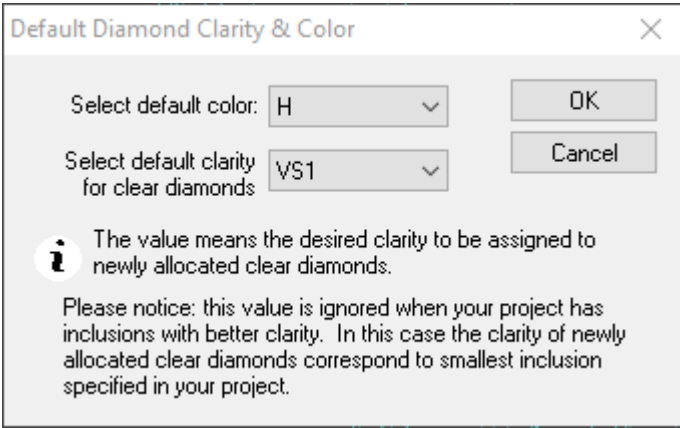 Default Diamond Clarity & Color
Select default color: H
OK
Select default clarity
for clear diamonds
VS1
Cancel
The value means the desired clarity to be assigned to
newly allocated clear diamonds.
Please notice: this value is ignored when your project has
inclusions with better clarity. In this case the clarity of newly
allocated clear diamonds correspond to smallest inclusion
specified in your project.